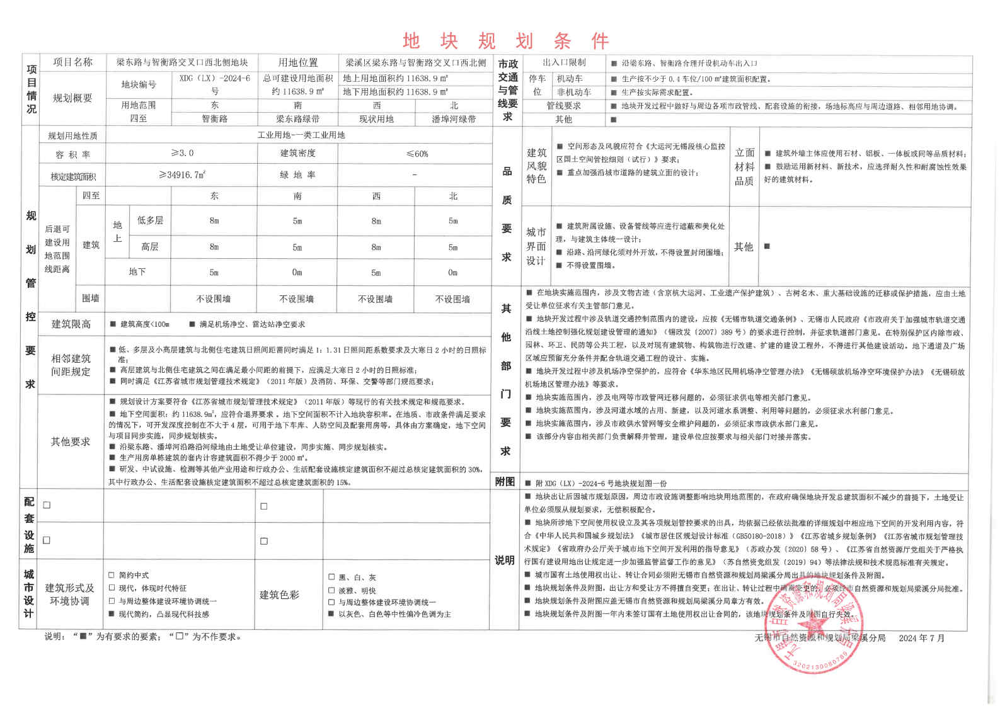 地块规划条件
项目情况
项目名称
梁东路与智衡路交叉口西北侧地块
用地位置
梁溪区梁东路与智衡路交叉口西北侧
规划概要
地块编号
XDG（LX）-2024-6
号
总可建设用地面积
约 11638.9 ㎡
地上用地面积约 11638.9 ㎡
地下用地面积约 11638.9 ㎡
用地范围
四至
东
南
西
北
智衡路
梁东路绿带
现状用地
潘埠河绿带
市政
交通
与管
线要
求
出入口限制
■ 沿梁东路、智衡路合理开设机动车出入口
停车
位
机动车
■ 生产按不少于 0.4 车位/100 ㎡建筑面积配置。
非机动车
■ 生产按实际需求配置。
管线要求
■ 地块开发过程中做好与周边各项市政管线、配套设施的衔接，场地标高应与周边道路、相邻用地协调。
其他
■
规划管控要求
规划用地性质
工业用地-一类工业用地
容积率
≥3.0
建筑密度
≤60%
核定建筑面积
≥34916.7㎡
绿地率
-
后退可
建设用
地范围
线距离
四至
东
南
西
北
建筑
地上
低多层
8m
5m
8m
5m
高层
8m
5m
8m
5m
地下
5m
0m
5m
0m
围墙
不设围墙
不设围墙
不设围墙
不设围墙
建筑限高
■ 建筑高度<100m ■ 满足机场净空、雷达站净空要求
相邻建筑
间距规定
■ 低、多层及小高层建筑与北侧住宅建筑日照间距需同时满足 1：1.31 日照间距系数要求及大寒日 2 小时的日照标
准；
■ 高层建筑与北侧住宅建筑之间在满足最小间距的前提下，应满足大寒日 2 小时的日照标准；
■ 同时满足《江苏省城市规划管理技术规定》（2011 年版）及消防、环保、交警等部门规范要求；
其他要求
■ 规划设计方案要符合《江苏省城市规划管理技术规定》（2011 年版）等现行的有关技术规定和规范要求。
■ 地下空间面积：约 11638.9㎡，应符合退界要求 。地下空间面积不计入地块容积率。在地质、市政条件满足要求
的情况下，可开发深度控制在不大于 4 层，可用于地下车库、人防空间及配套用房等，具体由方案确定，地下空间
与项目同步实施，同步规划核实。
■ 沿梁东路、潘埠河沿路沿河绿地由土地受让单位建设，同步实施、同步规划核实。
■ 生产用房单栋建筑的套内计容建筑面积不得少于 2000 ㎡。
■ 研发、中试设施、检测等其他产业用途和行政办公、生活配套设施核定建筑面积不超过总核定建筑面积的 30%，
其中行政办公、生活配套设施核定建筑面积不超过总核定建筑面积的 15%。
品质要求
建筑
风貌
特色
■ 空间形态及风貌应符合《大运河无锡段核心监控
区国土空间管控细则（试行）》要求；
■ 重点加强沿城市道路的建筑立面的设计；
立面
材料
品质
■ 建筑外墙主体应使用石材、铝板、一体板或同等品质材料；
■ 鼓励运用新材料、新技术，应选择耐久性和耐腐蚀性效果
好的建筑材料。
城市
界面
设计
■ 建筑附属设施、设备管线等应进行遮蔽和美化处
理，与建筑主体统一设计；
■ 沿路、沿河绿化须对外开放，不得设置封闭围墙；
■ 不得设置围墙。
其他
■
其他部门要求
■ 在地块实施范围内，涉及文物古迹（含京杭大运河、工业遗产保护建筑）、古树名木、重大基础设施的迁移或保护措施，应由土地
受让单位征求有关主管部门意见。
■ 地块开发过程中涉及轨道交通控制范围内的建设，应按《无锡市轨道交通条例》、无锡市人民政府《市政府关于加强城市轨道交通
沿线土地控制强化规划建设管理的通知》（锡政发〔2007〕389 号）的要求进行控制，并征求轨道部门意见。在特别保护区内除市政、
园林、环卫、民防等公共工程，以及对现有建筑物、构筑物进行改建、扩建的建设工程外，不得进行其他建设活动。地下通道及广场
区域应预留充分条件并配合轨道交通工程的设计、实施。
■ 地块开发过程中涉及机场净空保护的，应符合《华东地区民用机场净空管理办法》《无锡硕放机场净空环境保护办法》《无锡硕放
机场地区管理办法》等要求。
■ 地块实施范围内，涉及电网等市政管网迁移问题的，必须征求供电等相关部门意见。
■ 地块实施范围内，涉及河道水域的占用、新建，以及河道水系调整、利用等问题的，必须征求水利部门意见。
■ 地块实施范围内，涉及市政供水管网等安全维护问题的，必须征求市政供水部门意见。
■ 该部分内容由相关部门负责解释并管理，建设单位应按要求与相关部门对接并落实。
附图
■ 附 XDG（LX）-2024-6 号地块规划图一份
配套设施
□
□
□
□
城市设计
建筑形式及
环境协调
□ 简约中式
□ 现代，体现时代特征
□ 与周边整体建设环境协调统一
■ 现代简约，凸显现代科技感
建筑色彩
□ 黑、白、灰
□ 淡雅、明快
□ 与周边整体建设环境协调统一
■ 以灰色、白色等中性偏冷色调为主
说明
■ 地块出让后因城市规划原因，周边市政设施调整影响地块用地范围的，在政府确保地块开发总建筑面积不减少的前提下，土地受让
单位必须服从规划要求，无偿积极配合。
■ 地块所涉地下空间使用权设立及其各项规划管控要求的出具，均依据已经依法批准的详细规划中相应地下空间的开发利用内容，符
合《中华人民共和国城乡规划法》《城市居住区规划设计标准（GB50180-2018）》《江苏省城乡规划条例》《江苏省城市规划管理技
术规定》《省政府办公厅关于城市地下空间开发利用的指导意见》（苏政办发〔2020〕58 号）、《江苏省自然资源厅党组关于严格执
行国有建设用地出让规定进一步加强监管监督工作的意见》（苏自然资党组发〔2019〕94）等法律法规和技术规范标准有关规定。
■ 城市国有土地使用权出让、转让合同必须附无锡市自然资源和规划局梁溪分局出具的地块规划条件及附图。
■ 地块规划条件及附图，出让方和受让方不得擅自变更；在出让、转让过程中确需变更的，必须经市自然资源和规划局梁溪分局批准。
■ 地块规划条件及附图应盖无锡市自然资源和规划局梁溪分局章方有效。
■ 地块规划条件及附图一年内未签订国有土地使用权出让合同的，该地块规划条件及附图自行失效。
说明：“■”为有要求的要素；“□”为不作要求。
无锡市自然资源和规划局梁溪分局 2024 年 7 月
无锡市自然资源和规划局梁溪分局
3202130080789